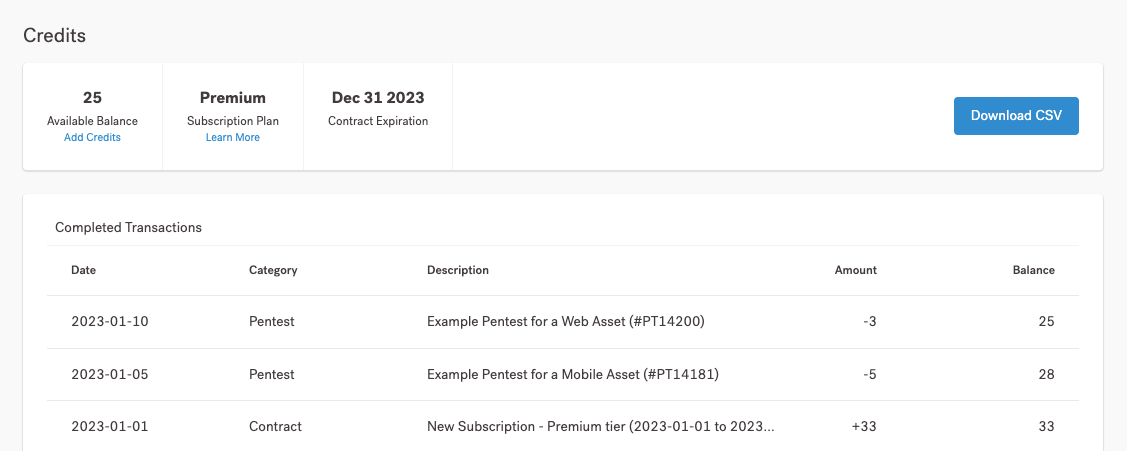 Credits
25 Premium Dec 31 2023
Available Balance Subscription Plan Contract Expiration Download CSV
Add Credits Learn More
Completed Transactions
Date Category Description Amount Balance
2023-01-10 Pentest Example Pentest for a Web Asset (#PT14200) -3 25
2023-01-05 Pentest Example Pentest for a Mobile Asset (#PT14181) -5 28
2023-01-01 Contract New Subscription - Premium tier (2023-01-01 to 2023... +33 33